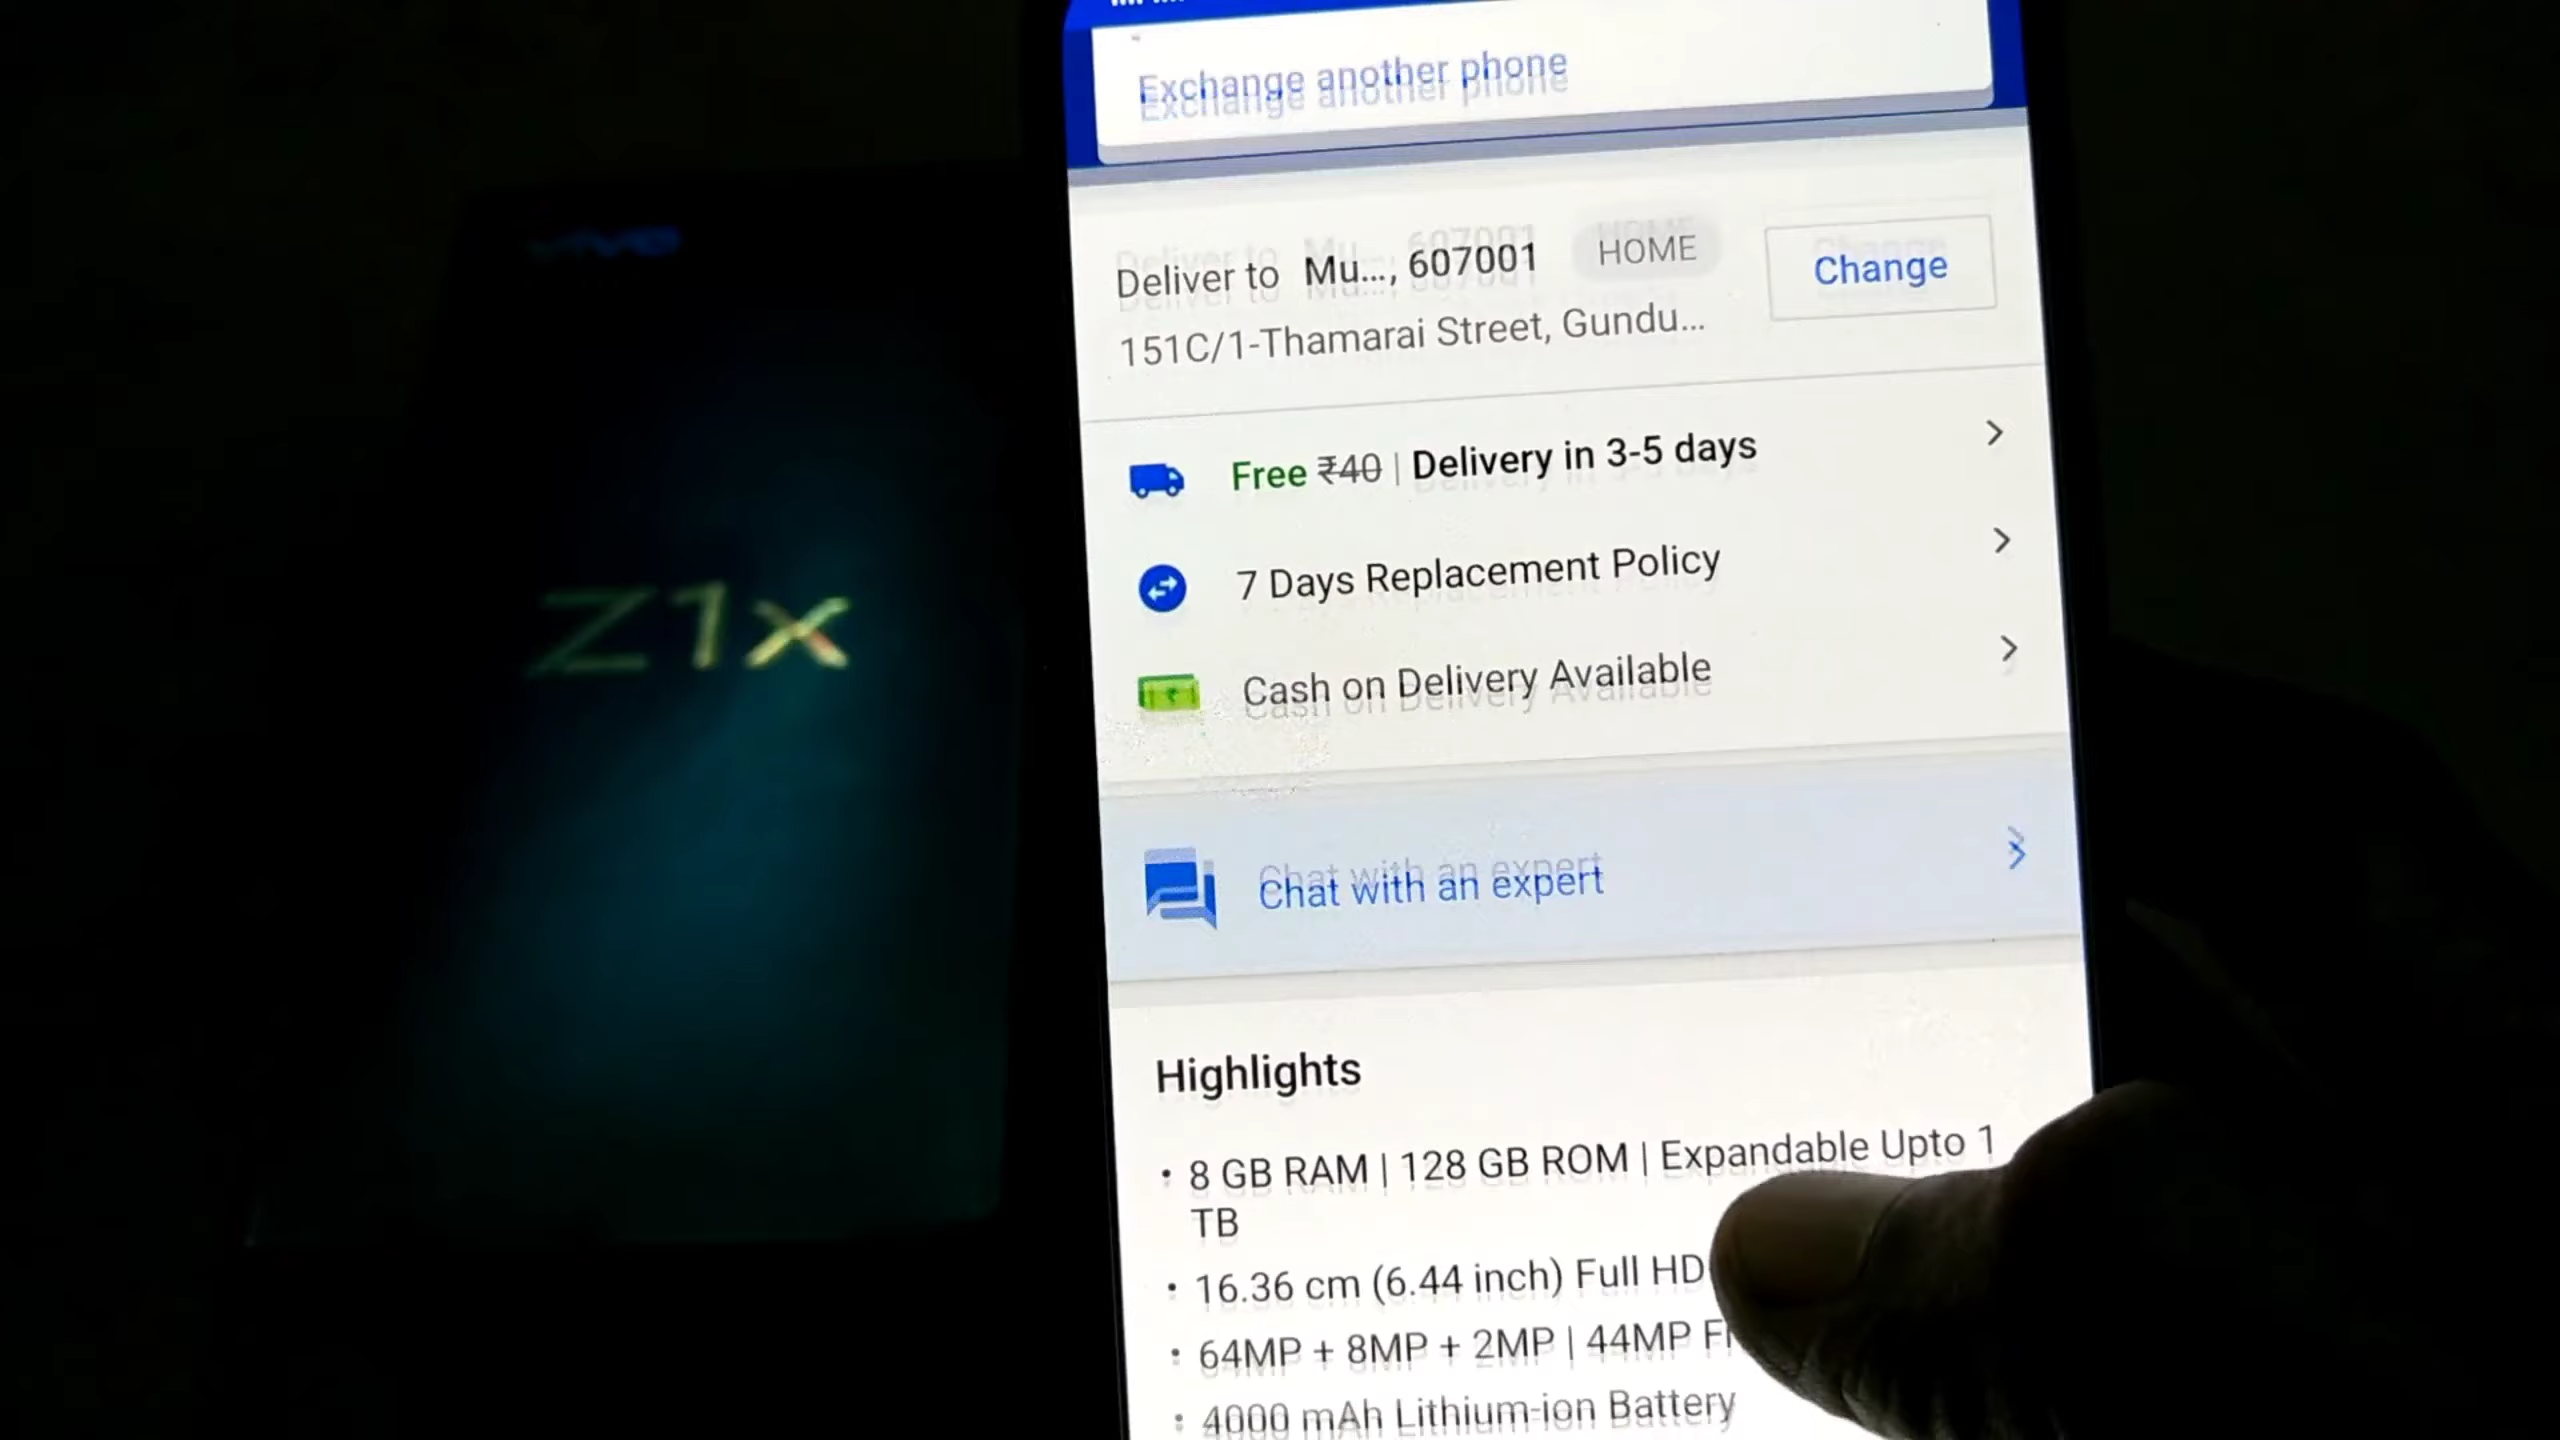 vivo
Z1x
Exchange another phone
Deliver to Mu..., 607001 HOME
Change
151C/1-Thamarai Street, Gundu...
Free ₹40 | Delivery in 3-5 days
7 Days Replacement Policy
Cash on Delivery Available
Chat with an expert
Highlights
• 8 GB RAM | 128 GB ROM | Expandable Upto 1
TB
• 16.36 cm (6.44 inch) Full HD
• 64MP + 8MP + 2MP | 44MP
• 4000 mAh Lithium-ion Battery